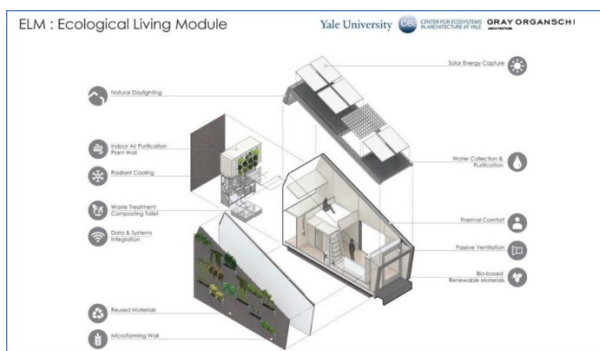 ELM : Ecological Living Module
Yale University
cea
CENTER FOR ECOSYSTEMS
IN ARCHITECTURE AT YALE
GRAY ORGANSCHI
ARCHITECTURE
Solar Energy Capture
Natural Daylighting
Indoor Air Purification
Plant Wall
Radiant Cooling
Waste Treatment
Composting Toilet
Data & Systems
Integration
Reused Materials
Microfarming Wall
Water Collection &
Purification
Thermal Comfort
Passive Ventilation
Bio-based
Renewable Materials